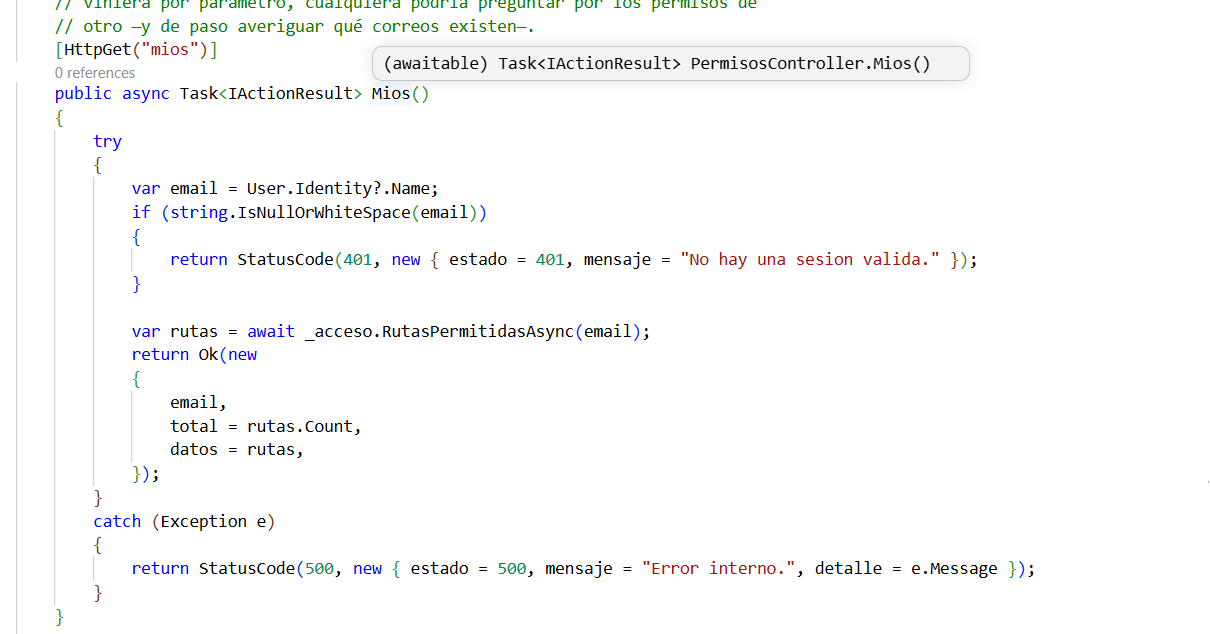 // viniera por parámetro, cualquiera podría preguntar por los permisos de
// otro —y de paso averiguar qué correos existen—.
[HttpGet("mios")]
(awaitable) Task<IActionResult> PermisosController.Mios()
0 references
public async Task<IActionResult> Mios()
{
try
{
var email = User.Identity?.Name;
if (string.IsNullOrWhiteSpace(email))
{
return StatusCode(401, new { estado = 401, mensaje = "No hay una sesion valida." });
}
var rutas = await _acceso.RutasPermitidasAsync(email);
return Ok(new
{
email,
total = rutas.Count,
datos = rutas,
});
}
catch (Exception e)
{
return StatusCode(500, new { estado = 500, mensaje = "Error interno.", detalle = e.Message });
}
}